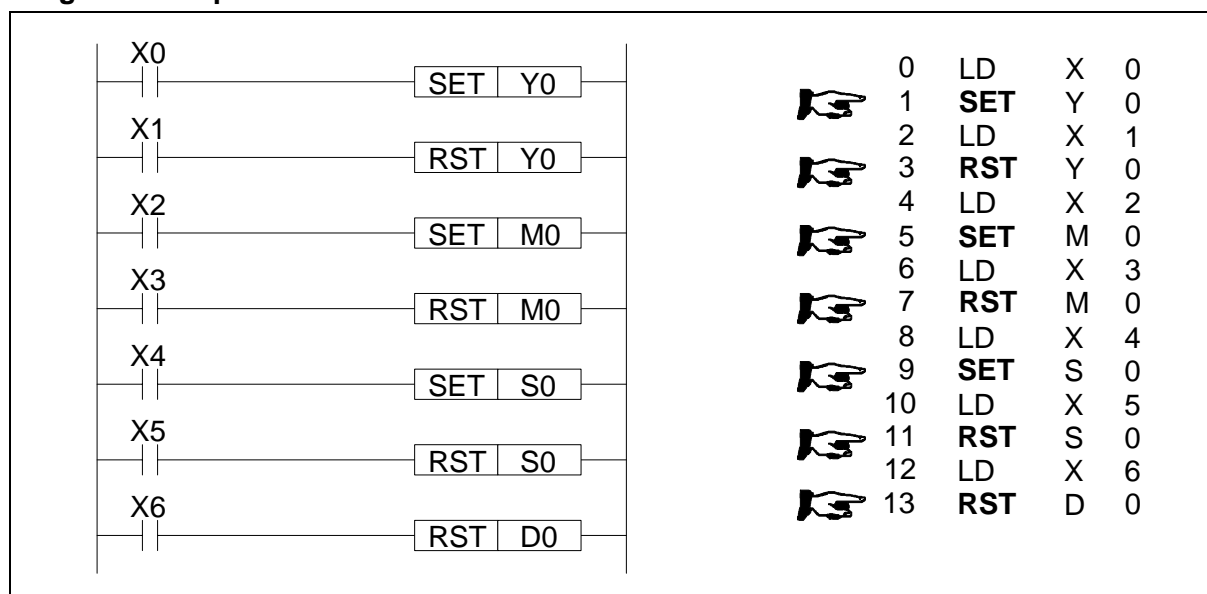 X0
SET Y0
X1
RST Y0
X2
SET M0
X3
RST M0
X4
SET S0
X5
RST S0
X6
RST D0
0 LD X 0
1 SET Y 0
2 LD X 1
3 RST Y 0
4 LD X 2
5 SET M 0
6 LD X 3
7 RST M 0
8 LD X 4
9 SET S 0
10 LD X 5
11 RST S 0
12 LD X 6
13 RST D 0